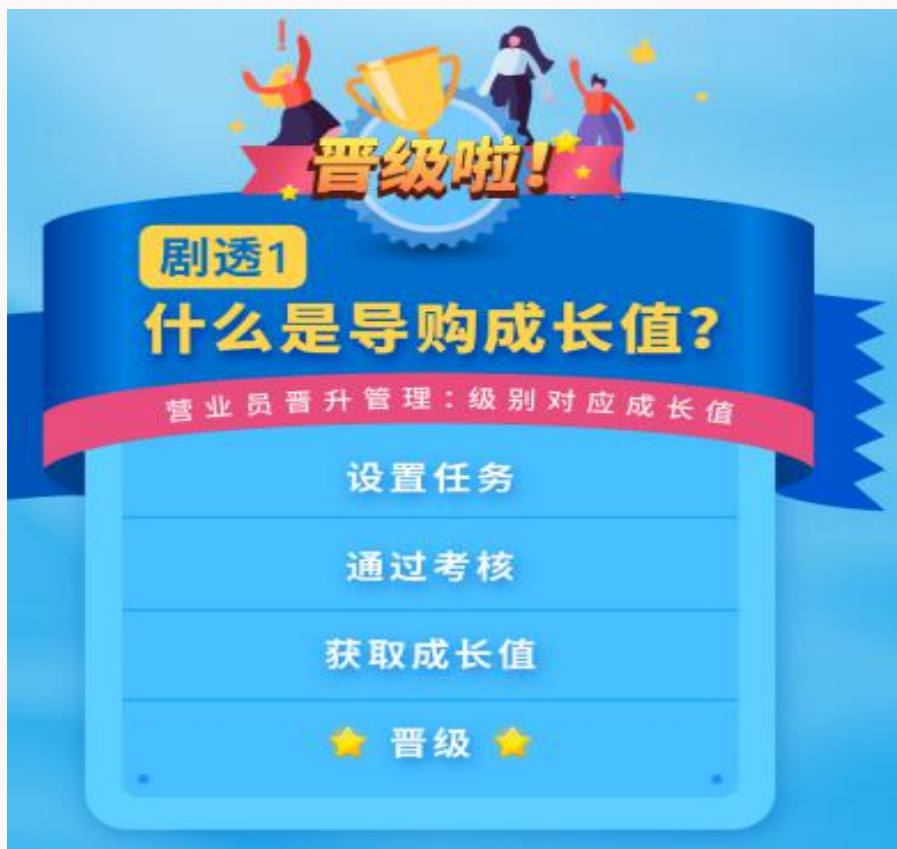 晋级啦!
剧透1
什么是导购成长值?
营业员晋升管理:级别对应成长值
设置任务
通过考核
获取成长值
晋级